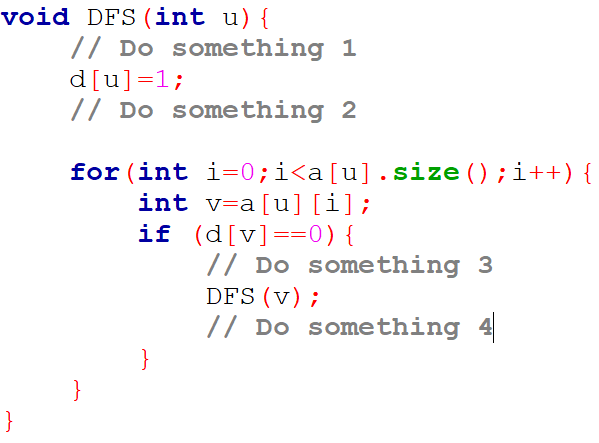 void DFS(int u){
    // Do something 1
    d[u]=1;
    // Do something 2
    for(int i=0;i<a[u].size();i++){
        int v=a[u][i];
        if (d[v]==0){
            // Do something 3
            DFS(v);
            // Do something 4
        }
    }
}